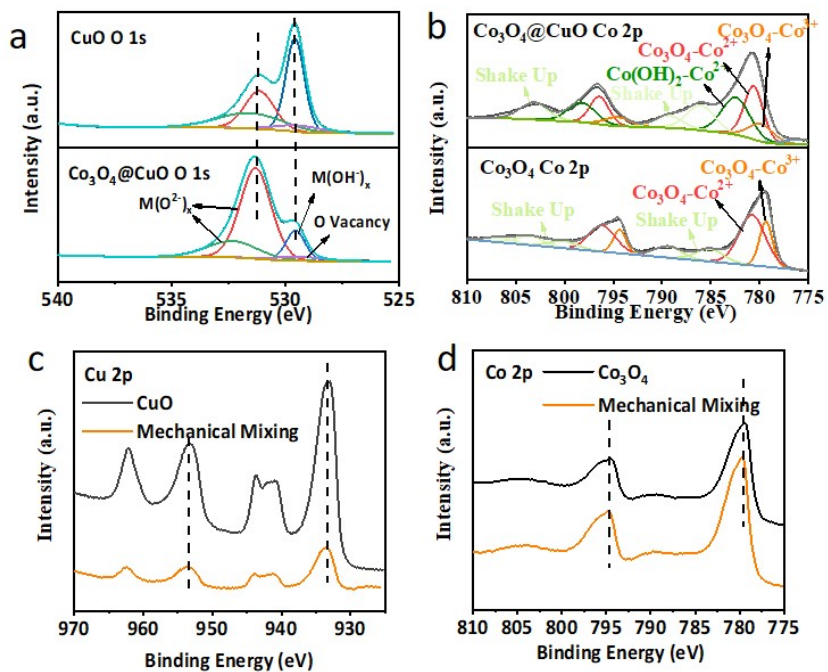 a
CuO O 1s
Co₃O₄@CuO O 1s
M(O²⁻)ₓ
M(OH⁻)ₓ
O Vacancy
Intensity (a.u.)
540 535 530 525
Binding Energy (eV)
b
Co₃O₄@CuO Co 2p
Co₃O₄-Co³⁺
Co₃O₄-Co²⁺
Co(OH)₂-Co²⁺
Shake Up
Shake Up
Co₃O₄ Co 2p
Co₃O₄-Co³⁺
Co₃O₄-Co²⁺
Shake Up
Shake Up
Intensity (a.u.)
810 805 800 795 790 785 780 775
Binding Energy (eV)
c
Cu 2p
CuO
Mechanical Mixing
Intensity (a.u.)
970 960 950 940 930
Binding Energy (eV)
d
Co 2p
Co₃O₄
Mechanical Mixing
Intensity (a.u.)
810 805 800 795 790 785 780 775
Binding Energy (eV)